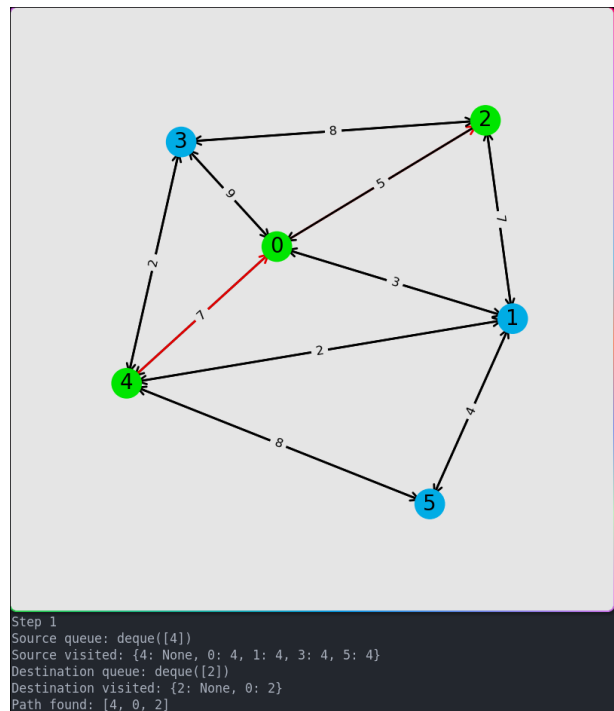 2
3
8
5
9
0
7
3
2
7
1
2
4
4
8
5
Step 1
Source queue: deque([4])
Source visited: {4: None, 0: 4, 1: 4, 3: 4, 5: 4}
Destination queue: deque([2])
Destination visited: {2: None, 0: 2}
Path found: [4, 0, 2]